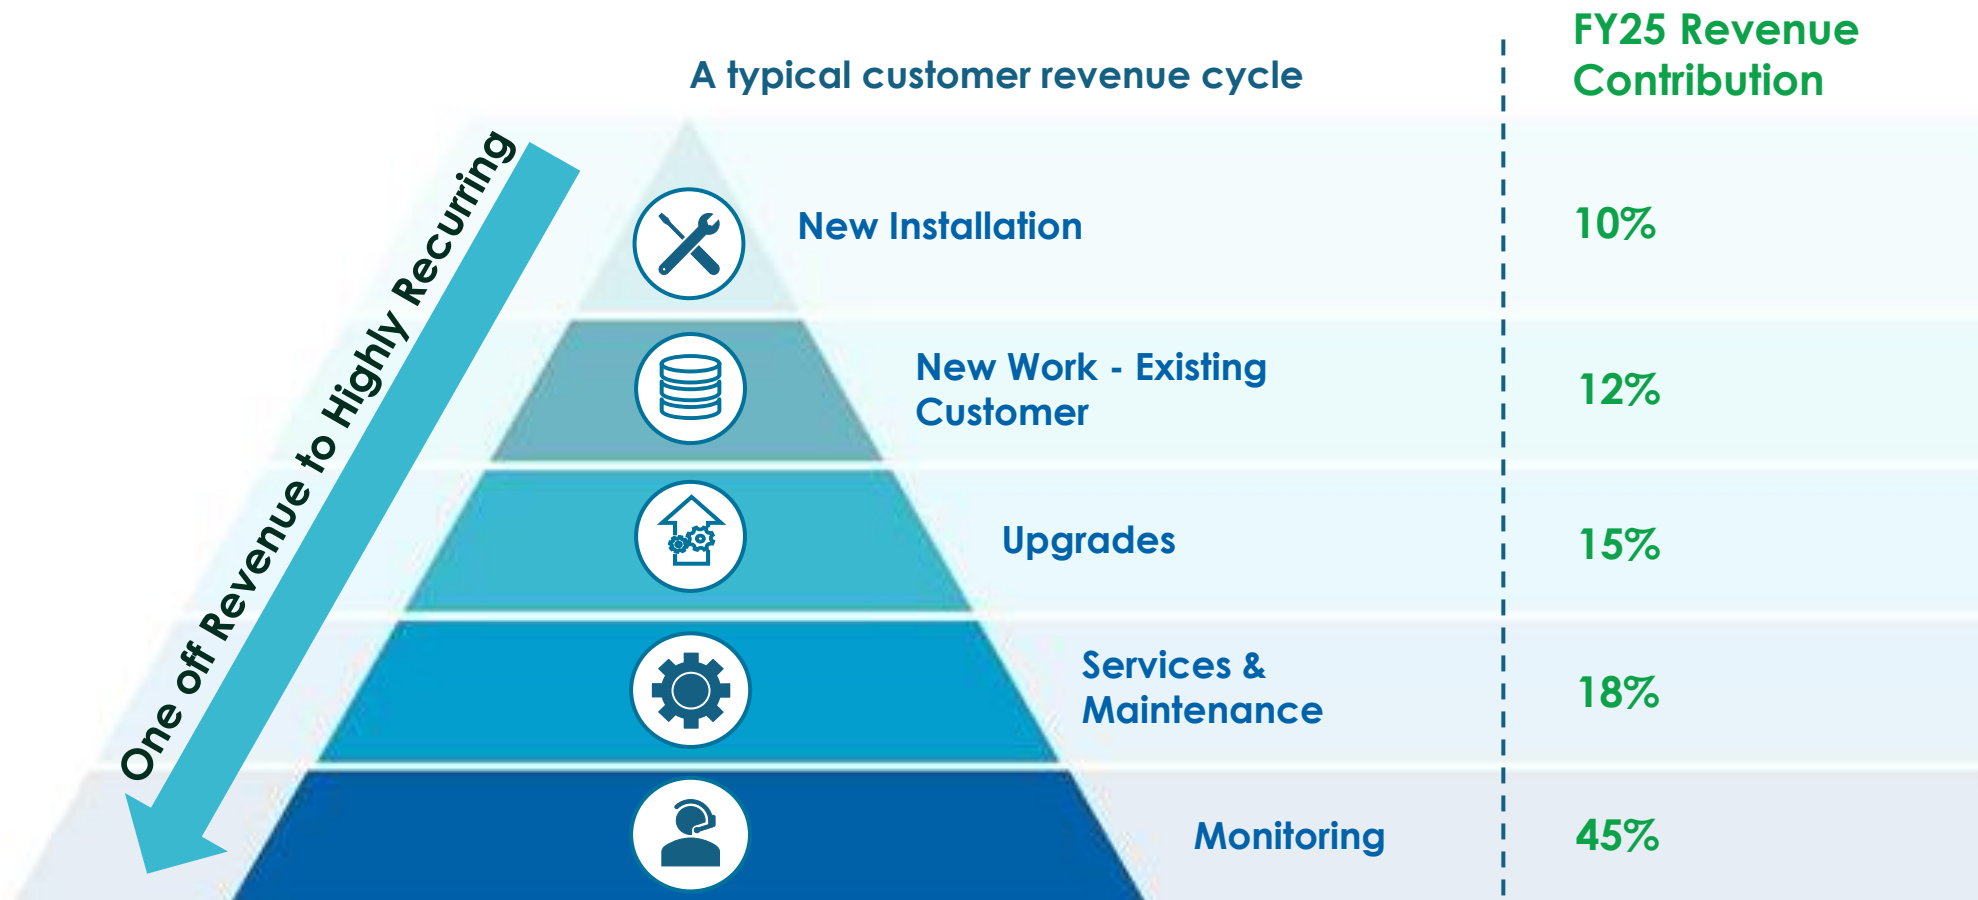 FY25 Revenue
Contribution
A typical customer revenue cycle
One off Revenue to Highly Recurring
New Installation
10%
New Work - Existing
Customer
12%
Upgrades
15%
Services &
Maintenance
18%
Monitoring
45%